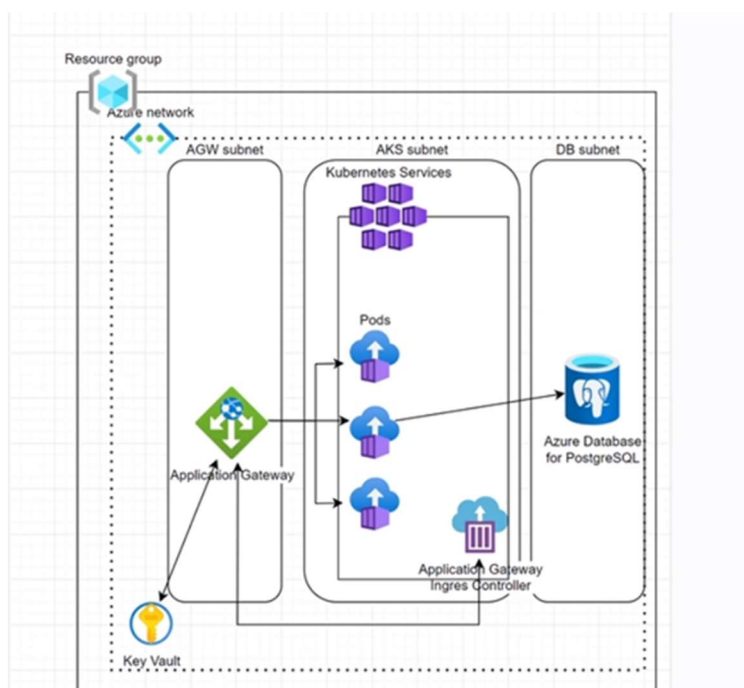 Resource group
Azure network
AGW subnet
AKS subnet
DB subnet
Kubernetes Services
Pods
Application Gateway
Azure Database
for PostgreSQL
Application Gateway
Ingres Controller
Key Vault